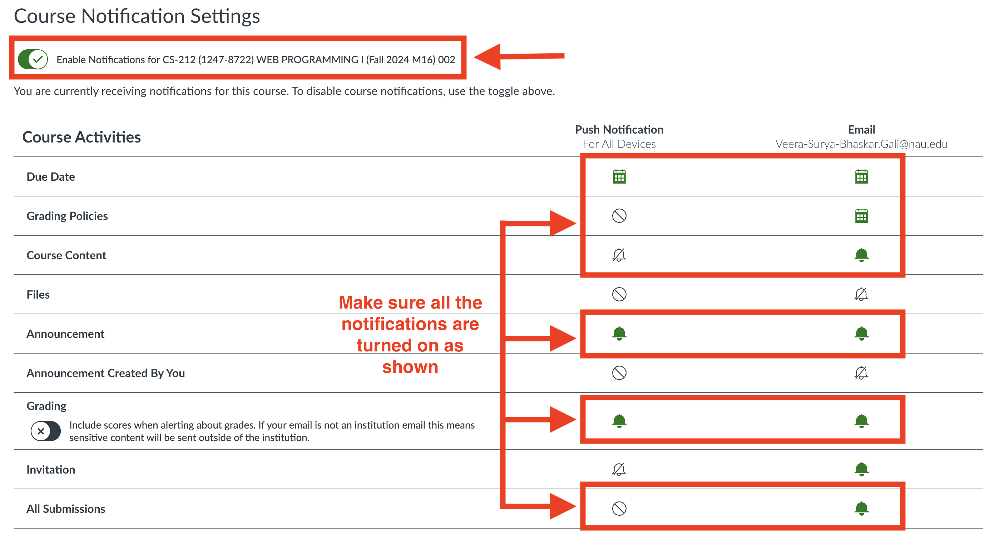 Course Notification Settings
Enable Notifications for CS-212 (1247-8722) WEB PROGRAMMING I (Fall 2024 M16) 002
You are currently receiving notifications for this course. To disable course notifications, use the toggle above.
Course Activities
Push Notification
For All Devices
Email
Veera-Surya-Bhaskar.Gali@nau.edu
Due Date
Grading Policies
Course Content
Files
Make sure all the
notifications are
turned on as
shown
Announcement
Announcement Created By You
Grading
Include scores when alerting about grades. If your email is not an institution email this means
sensitive content will be sent outside of the institution.
Invitation
All Submissions